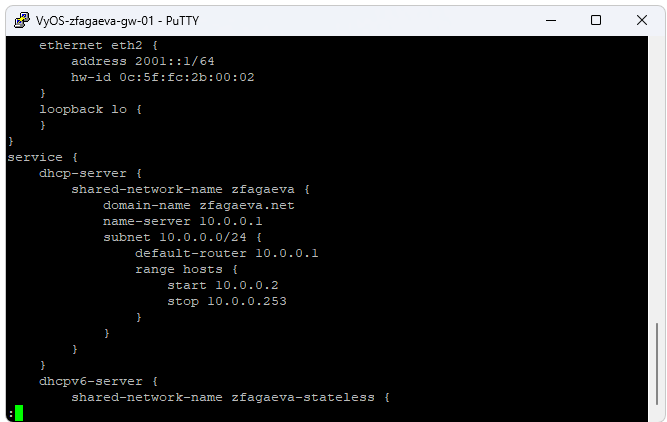 VyOS-zfagaeva-gw-01 - PuTTY
ethernet eth2 {
address 2001::1/64
hw-id 0c:5f:fc:2b:00:02
}
loopback lo {
}
}
service {
dhcp-server {
shared-network-name zfagaeva {
domain-name zfagaeva.net
name-server 10.0.0.1
subnet 10.0.0.0/24 {
default-router 10.0.0.1
range hosts {
start 10.0.0.2
stop 10.0.0.253
}
}
}
}
dhcpv6-server {
shared-network-name zfagaeva-stateless {
: